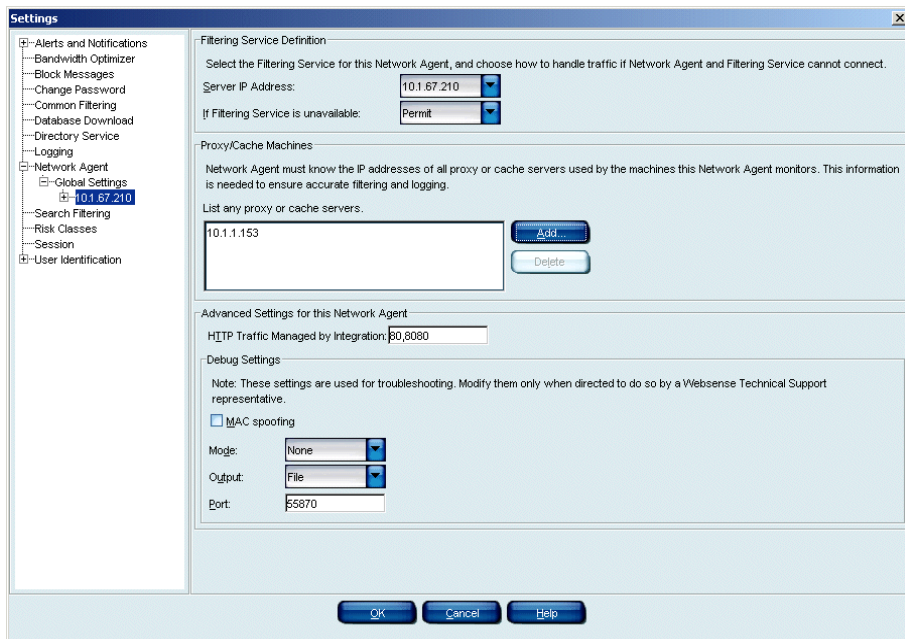 Settings
Alerts and Notifications
Bandwidth Optimizer
Block Messages
Change Password
Common Filtering
Database Download
Directory Service
Logging
Network Agent
Global Settings
10.1.67.210
Search Filtering
Risk Classes
Session
User Identification
Filtering Service Definition
Select the Filtering Service for this Network Agent, and choose how to handle traffic if Network Agent and Filtering Service cannot connect.
Server IP Address: 10.1.67.210
If Filtering Service is unavailable: Permit
Proxy/Cache Machines
Network Agent must know the IP addresses of all proxy or cache servers used by the machines this Network Agent monitors. This information
is needed to ensure accurate filtering and logging.
List any proxy or cache servers.
10.1.1.153
Add...
Delete
Advanced Settings for this Network Agent
HTTP Traffic Managed by Integration: 80,8080
Debug Settings
Note: These settings are used for troubleshooting. Modify them only when directed to do so by a Websense Technical Support
representative.
MAC spoofing
Mode: None
Output: File
Port: 55870
OK Cancel Help